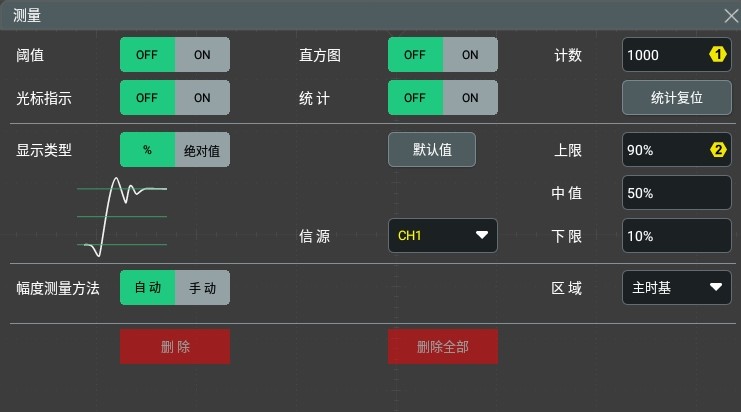 测量
阈值 OFF ON 直方图 OFF ON 计数 1000 1
光标指示 OFF ON 统计 OFF ON 统计复位
显示类型 % 绝对值 默认值 上限 90% 2
中值 50%
信源 CH1 下限 10%
幅度测量方法 自动 手动 区域 主时基
删除 删除全部